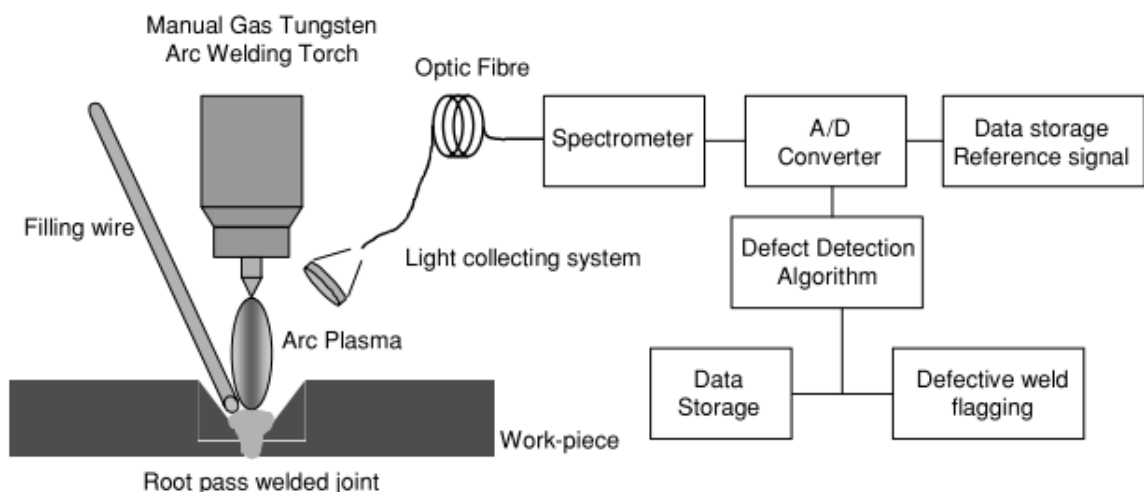 Manual Gas Tungsten
Arc Welding Torch
Optic Fibre
Spectrometer
A/D
Converter
Data storage
Reference signal
Filling wire
Light collecting system
Defect Detection
Algorithm
Arc Plasma
Data
Storage
Defective weld
flagging
Work-piece
Root pass welded joint